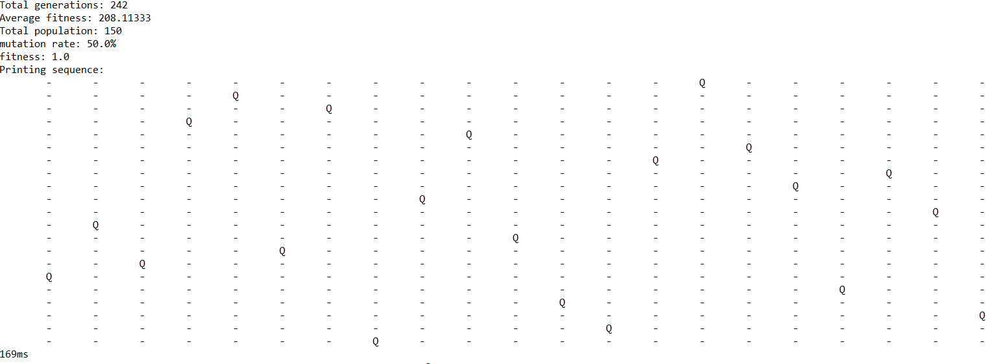 Total generations: 242
Average fitness: 208.11333
Total population: 150
mutation rate: 50.0%
fitness: 1.0
Printing sequence:
- - - - - - - - - - - - - - Q - - - - - -
- - - - Q - - - - - - - - - - - - - - - -
- - - - - - Q - - - - - - - - - - - - - -
- - - Q - - - - - - - - - - - - - - - - -
- - - - - - - - - Q - - - - - - - - - - -
- - - - - - - - - - - - - - - Q - - - - -
- - - - - - - - - - - - - Q - - - - - - -
- - - - - - - - - - - - - - - - - - Q - -
- - - - - - - - - - - - - - - - Q - - - -
- - - - - - - - Q - - - - - - - - - - - -
- - - - - - - - - - - - - - - - - - - Q -
- Q - - - - - - - - - - - - - - - - - - -
- - - - - - - - - - Q - - - - - - - - - -
- - - - - Q - - - - - - - - - - - - - - -
- - Q - - - - - - - - - - - - - - - - - -
Q - - - - - - - - - - - - - - - - - - - -
- - - - - - - - - - - - - - - - - Q - - -
- - - - - - - - - - - Q - - - - - - - - -
- - - - - - - - - - - - - - - - - - - - Q
- - - - - - - - - - - - Q - - - - - - - -
- - - - - - - Q - - - - - - - - - - - - -
169ms
-